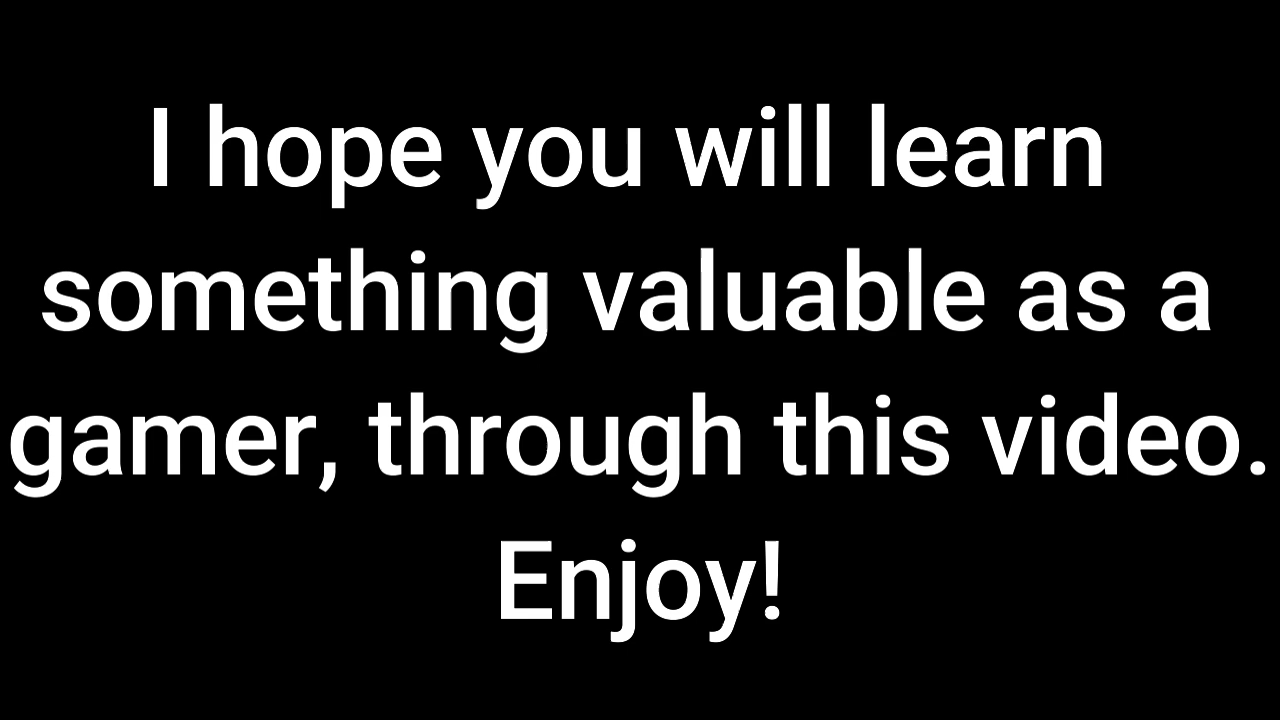 I hope you will learn
something valuable as a
gamer, through this video.
Enjoy!